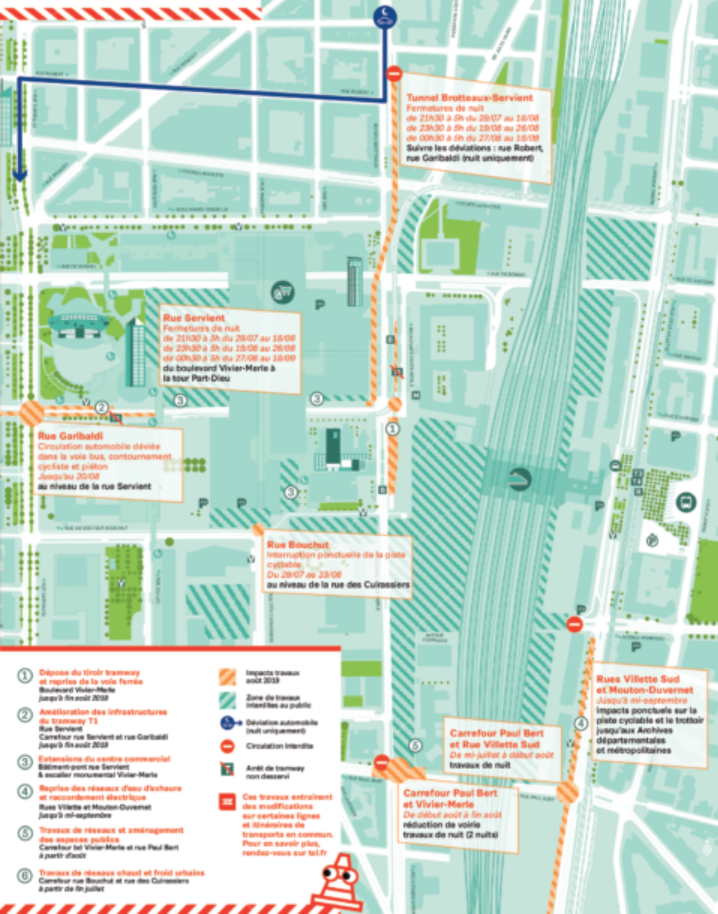 Tunnel Brotteaux-Servient
Fermetures de nuit
de 21h30 à 5h du 29/07 au 18/08
de 23h30 à 5h du 19/08 au 26/08
de 00h30 à 5h du 27/08 au 18/09
Suivre les déviations : rue Robert,
rue Garibaldi (nuit uniquement)
Rue Servient
Fermetures de nuit
de 21h30 à 5h du 29/07 au 18/08
de 23h30 à 5h du 19/08 au 26/08
de 00h30 à 5h du 27/08 au 18/09
du boulevard Vivier-Merle à
la tour Part-Dieu
3
3
2
1
Rue Garibaldi
Circulation automobile déviée
dans la voie bus, contournement
cycliste et piéton
Jusqu'au 20/08
au niveau de la rue Servient
3
Rue Bouchut
Interruption ponctuelle de la piste
cyclable
Du 29/07 au 23/08
au niveau de la rue des Cuirassiers
Rues Villette Sud
et Mouton-Duvernet
Jusqu'à mi-septembre
Impacts ponctuels sur la
piste cyclable et le trottoir
jusqu'aux Archives
départementales
et métropolitaines
4
5
Carrefour Paul Bert
et Rue Villette Sud
De mi-juillet à début août
travaux de nuit
Carrefour Paul Bert
et Vivier-Merle
De début août à fin août
réduction de voirie
travaux de nuit (2 nuits)
1 Dépose du tiroir tramway
et reprise de la voie ferrée
Boulevard Vivier-Merle
jusqu'à fin août 2019
2 Amélioration des infrastructures
du tramway T1
Rue Servient
Carrefour rue Servient et rue Garibaldi
jusqu'à fin août 2019
3 Extensions du centre commercial
Bâtiment-pont rue Servient
& escalier monumental Vivier-Merle
4 Reprise des réseaux d'eau d'exhaure
et raccordement électrique
Rues Villette et Mouton-Duvernet
jusqu'à mi-septembre
5 Travaux de réseaux et aménagement
des espaces publics
Carrefour bd Vivier-Merle et rue Paul Bert
à partir d'août
6 Travaux de réseaux chaud et froid urbains
Carrefour rue Bouchut et rue des Cuirassiers
à partir de fin juillet
Impacts travaux
août 2019
Zone de travaux
interdites au public
Déviation automobile
(nuit uniquement)
Circulation interdite
Arrêt de tramway
non desservi
Ces travaux entraînent
des modifications
sur certaines lignes
et itinéraires de
transports en commun.
Pour en savoir plus,
rendez-vous sur tcl.fr